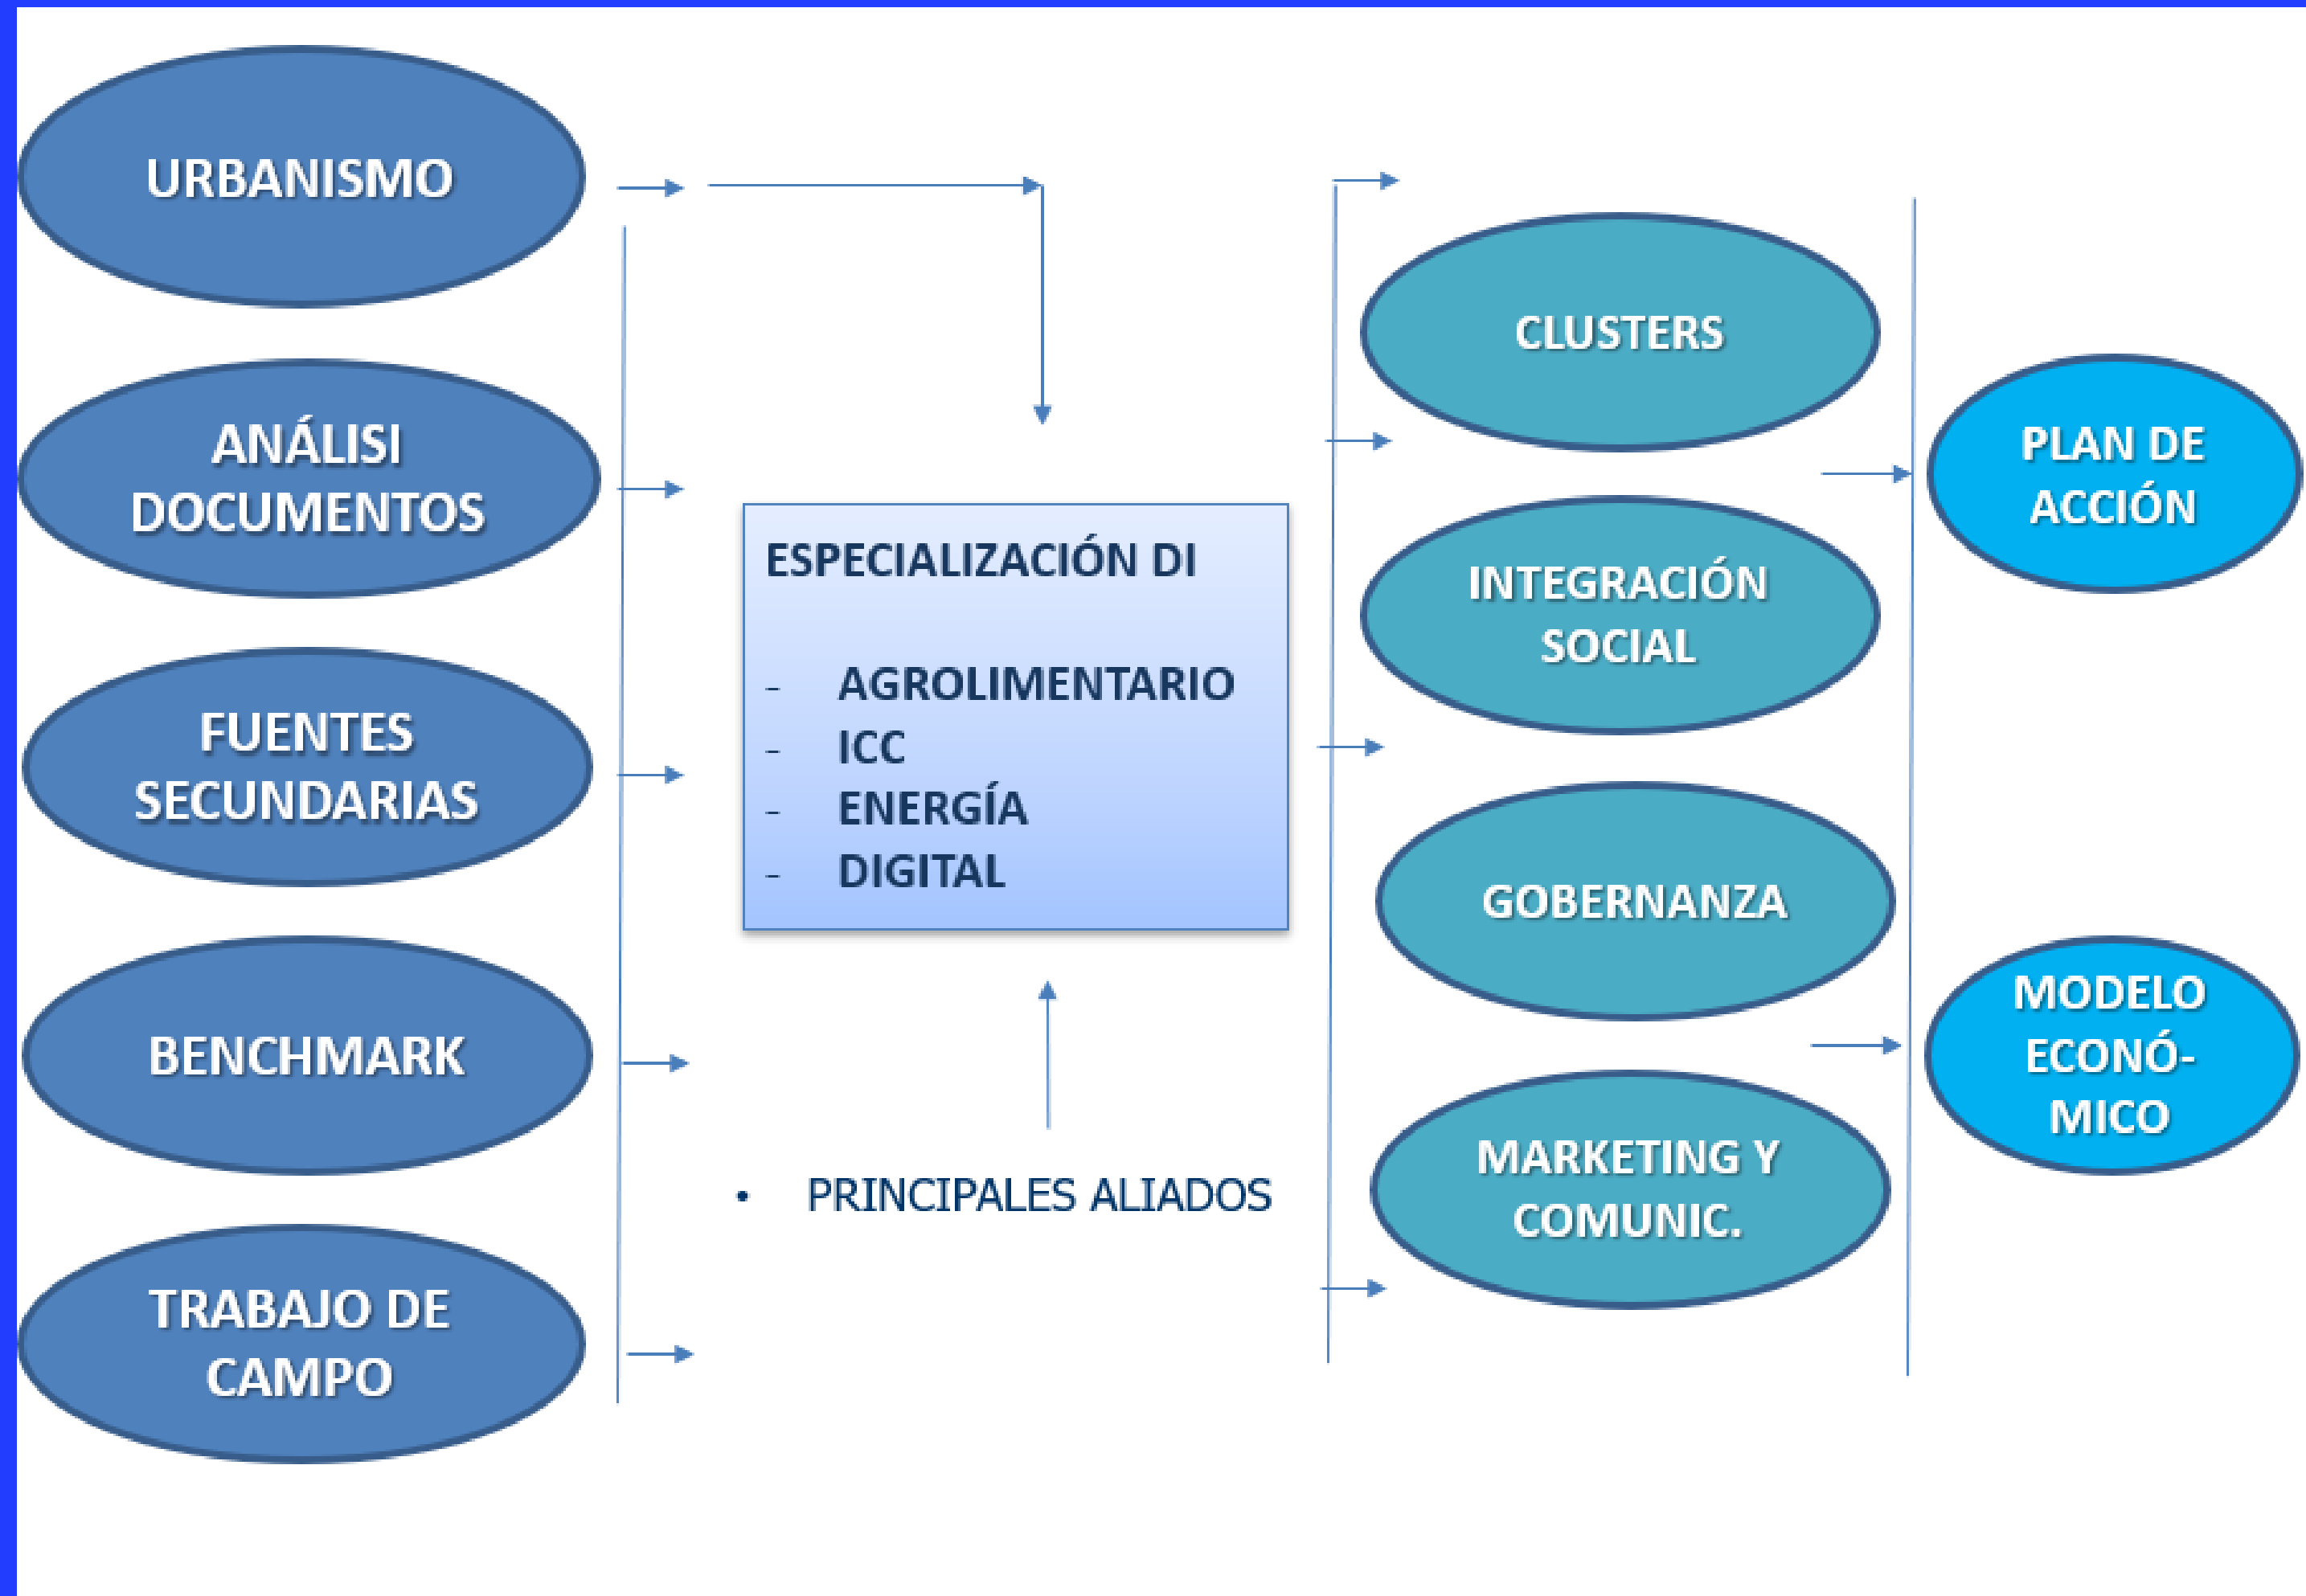 URBANISMO
ANÁLISI
DOCUMENTOS
FUENTES
SECUNDARIAS
BENCHMARK
TRABAJO DE
CAMPO
ESPECIALIZACIÓN DI
- AGROLIMENTARIO
- ICC
- ENERGÍA
- DIGITAL
• PRINCIPALES ALIADOS
CLUSTERS
INTEGRACIÓN
SOCIAL
GOBERNANZA
MARKETING Y
COMUNIC.
PLAN DE
ACCIÓN
MODELO
ECONÓ-
MICO